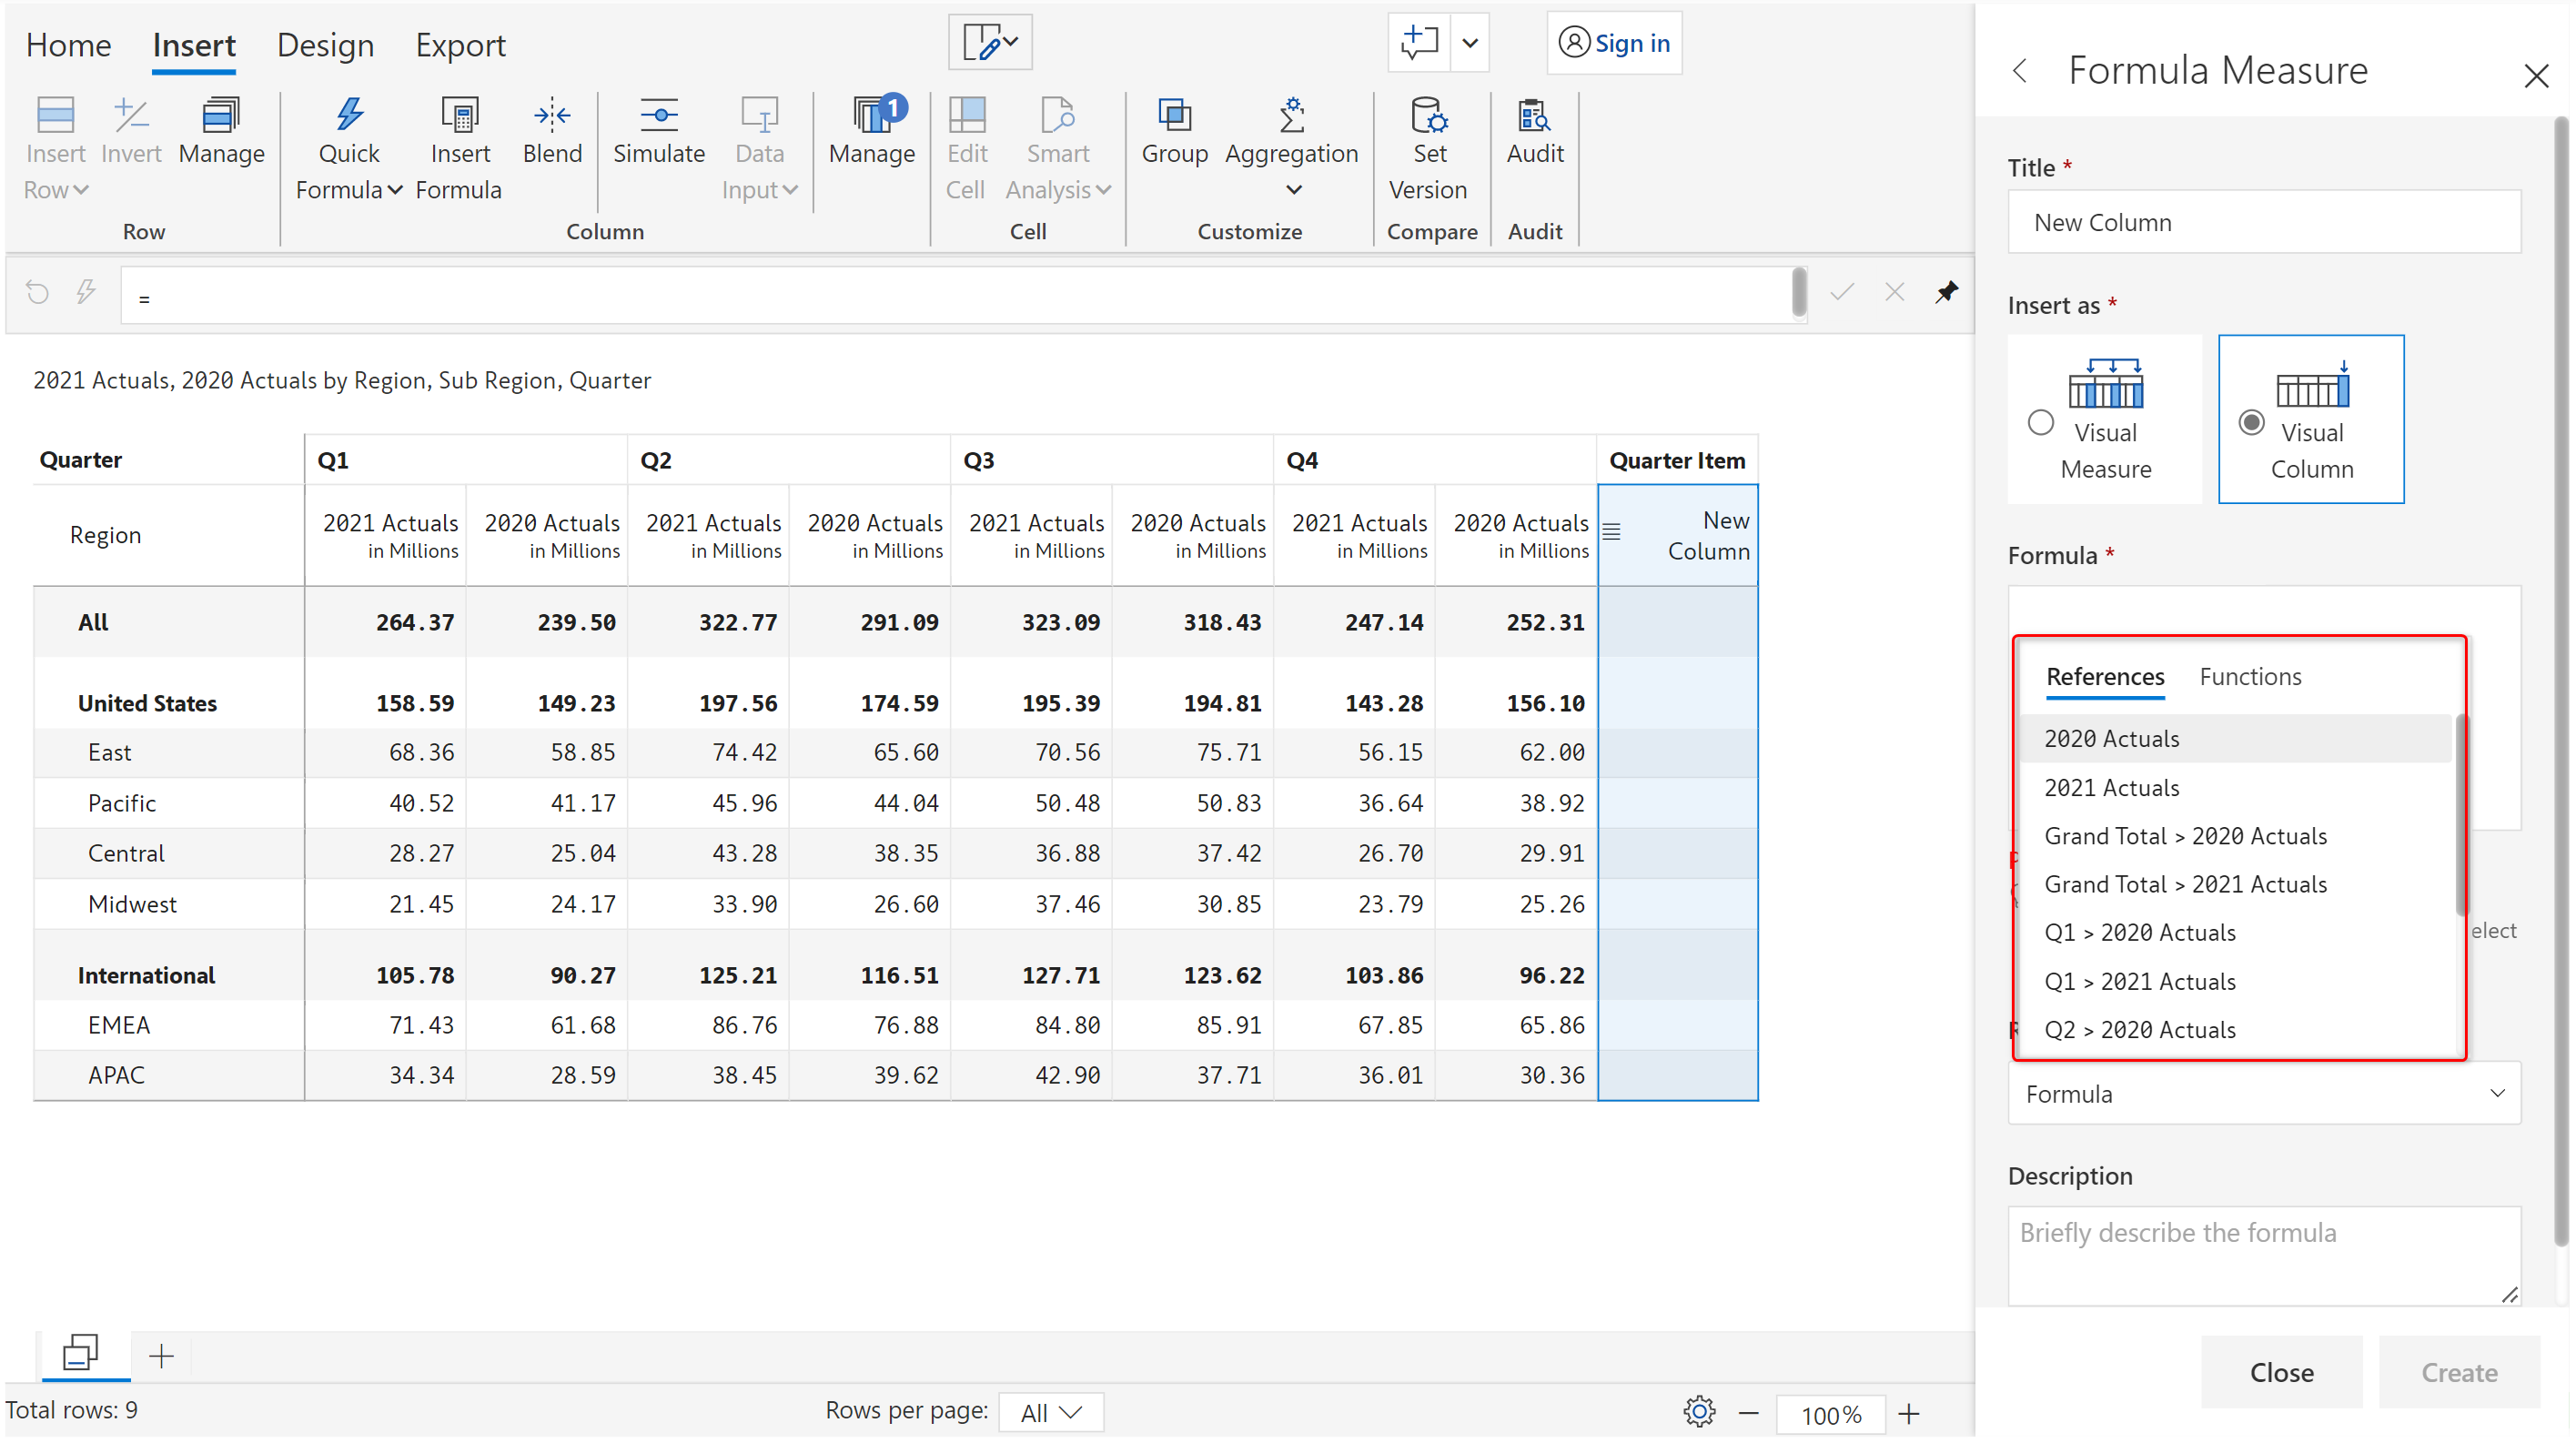 Home Insert Design Export Sign in
Insert Row Invert Manage Quick Formula Insert Formula Blend Simulate Data Input Manage 1 Edit Cell Smart Analysis Group Aggregation Set Version Audit
Row Column Cell Customize Compare Audit
=
2021 Actuals, 2020 Actuals by Region, Sub Region, Quarter
Quarter Q1 Q2 Q3 Q4 Quarter Item
Region 2021 Actuals in Millions 2020 Actuals in Millions 2021 Actuals in Millions 2020 Actuals in Millions 2021 Actuals in Millions 2020 Actuals in Millions 2021 Actuals in Millions 2020 Actuals in Millions New Column
All 264.37 239.50 322.77 291.09 323.09 318.43 247.14 252.31
United States 158.59 149.23 197.56 174.59 195.39 194.81 143.28 156.10
East 68.36 58.85 74.42 65.60 70.56 75.71 56.15 62.00
Pacific 40.52 41.17 45.96 44.04 50.48 50.83 36.64 38.92
Central 28.27 25.04 43.28 38.35 36.88 37.42 26.70 29.91
Midwest 21.45 24.17 33.90 26.60 37.46 30.85 23.79 25.26
International 105.78 90.27 125.21 116.51 127.71 123.62 103.86 96.22
EMEA 71.43 61.68 86.76 76.88 84.80 85.91 67.85 65.86
APAC 34.34 28.59 38.45 39.62 42.90 37.71 36.01 30.36
Total rows: 9 Rows per page: All 100%
Formula Measure
Title *
New Column
Insert as *
Visual Measure
Visual Column
Formula *
References Functions
2020 Actuals
2021 Actuals
Grand Total > 2020 Actuals
Grand Total > 2021 Actuals
Q1 > 2020 Actuals
elect
Q1 > 2021 Actuals
Q2 > 2020 Actuals
Formula
Description
Briefly describe the formula
Close Create